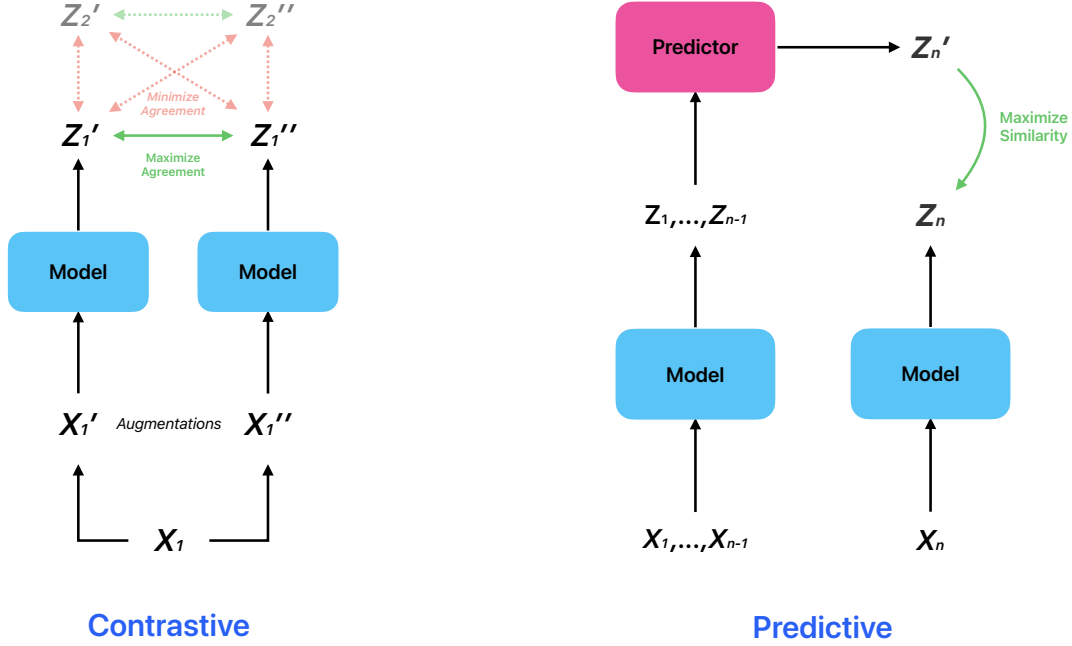 Z₂′ Z₂′′
Minimize
Agreement
Z₁′ Z₁′′
Maximize
Agreement
Model Model
X₁′ Augmentations X₁′′
X₁
Contrastive
Predictor Zₙ′
Maximize
Similarity
Z₁,...,Zₙ₋₁ Zₙ
Model Model
X₁,...,Xₙ₋₁ Xₙ
Predictive